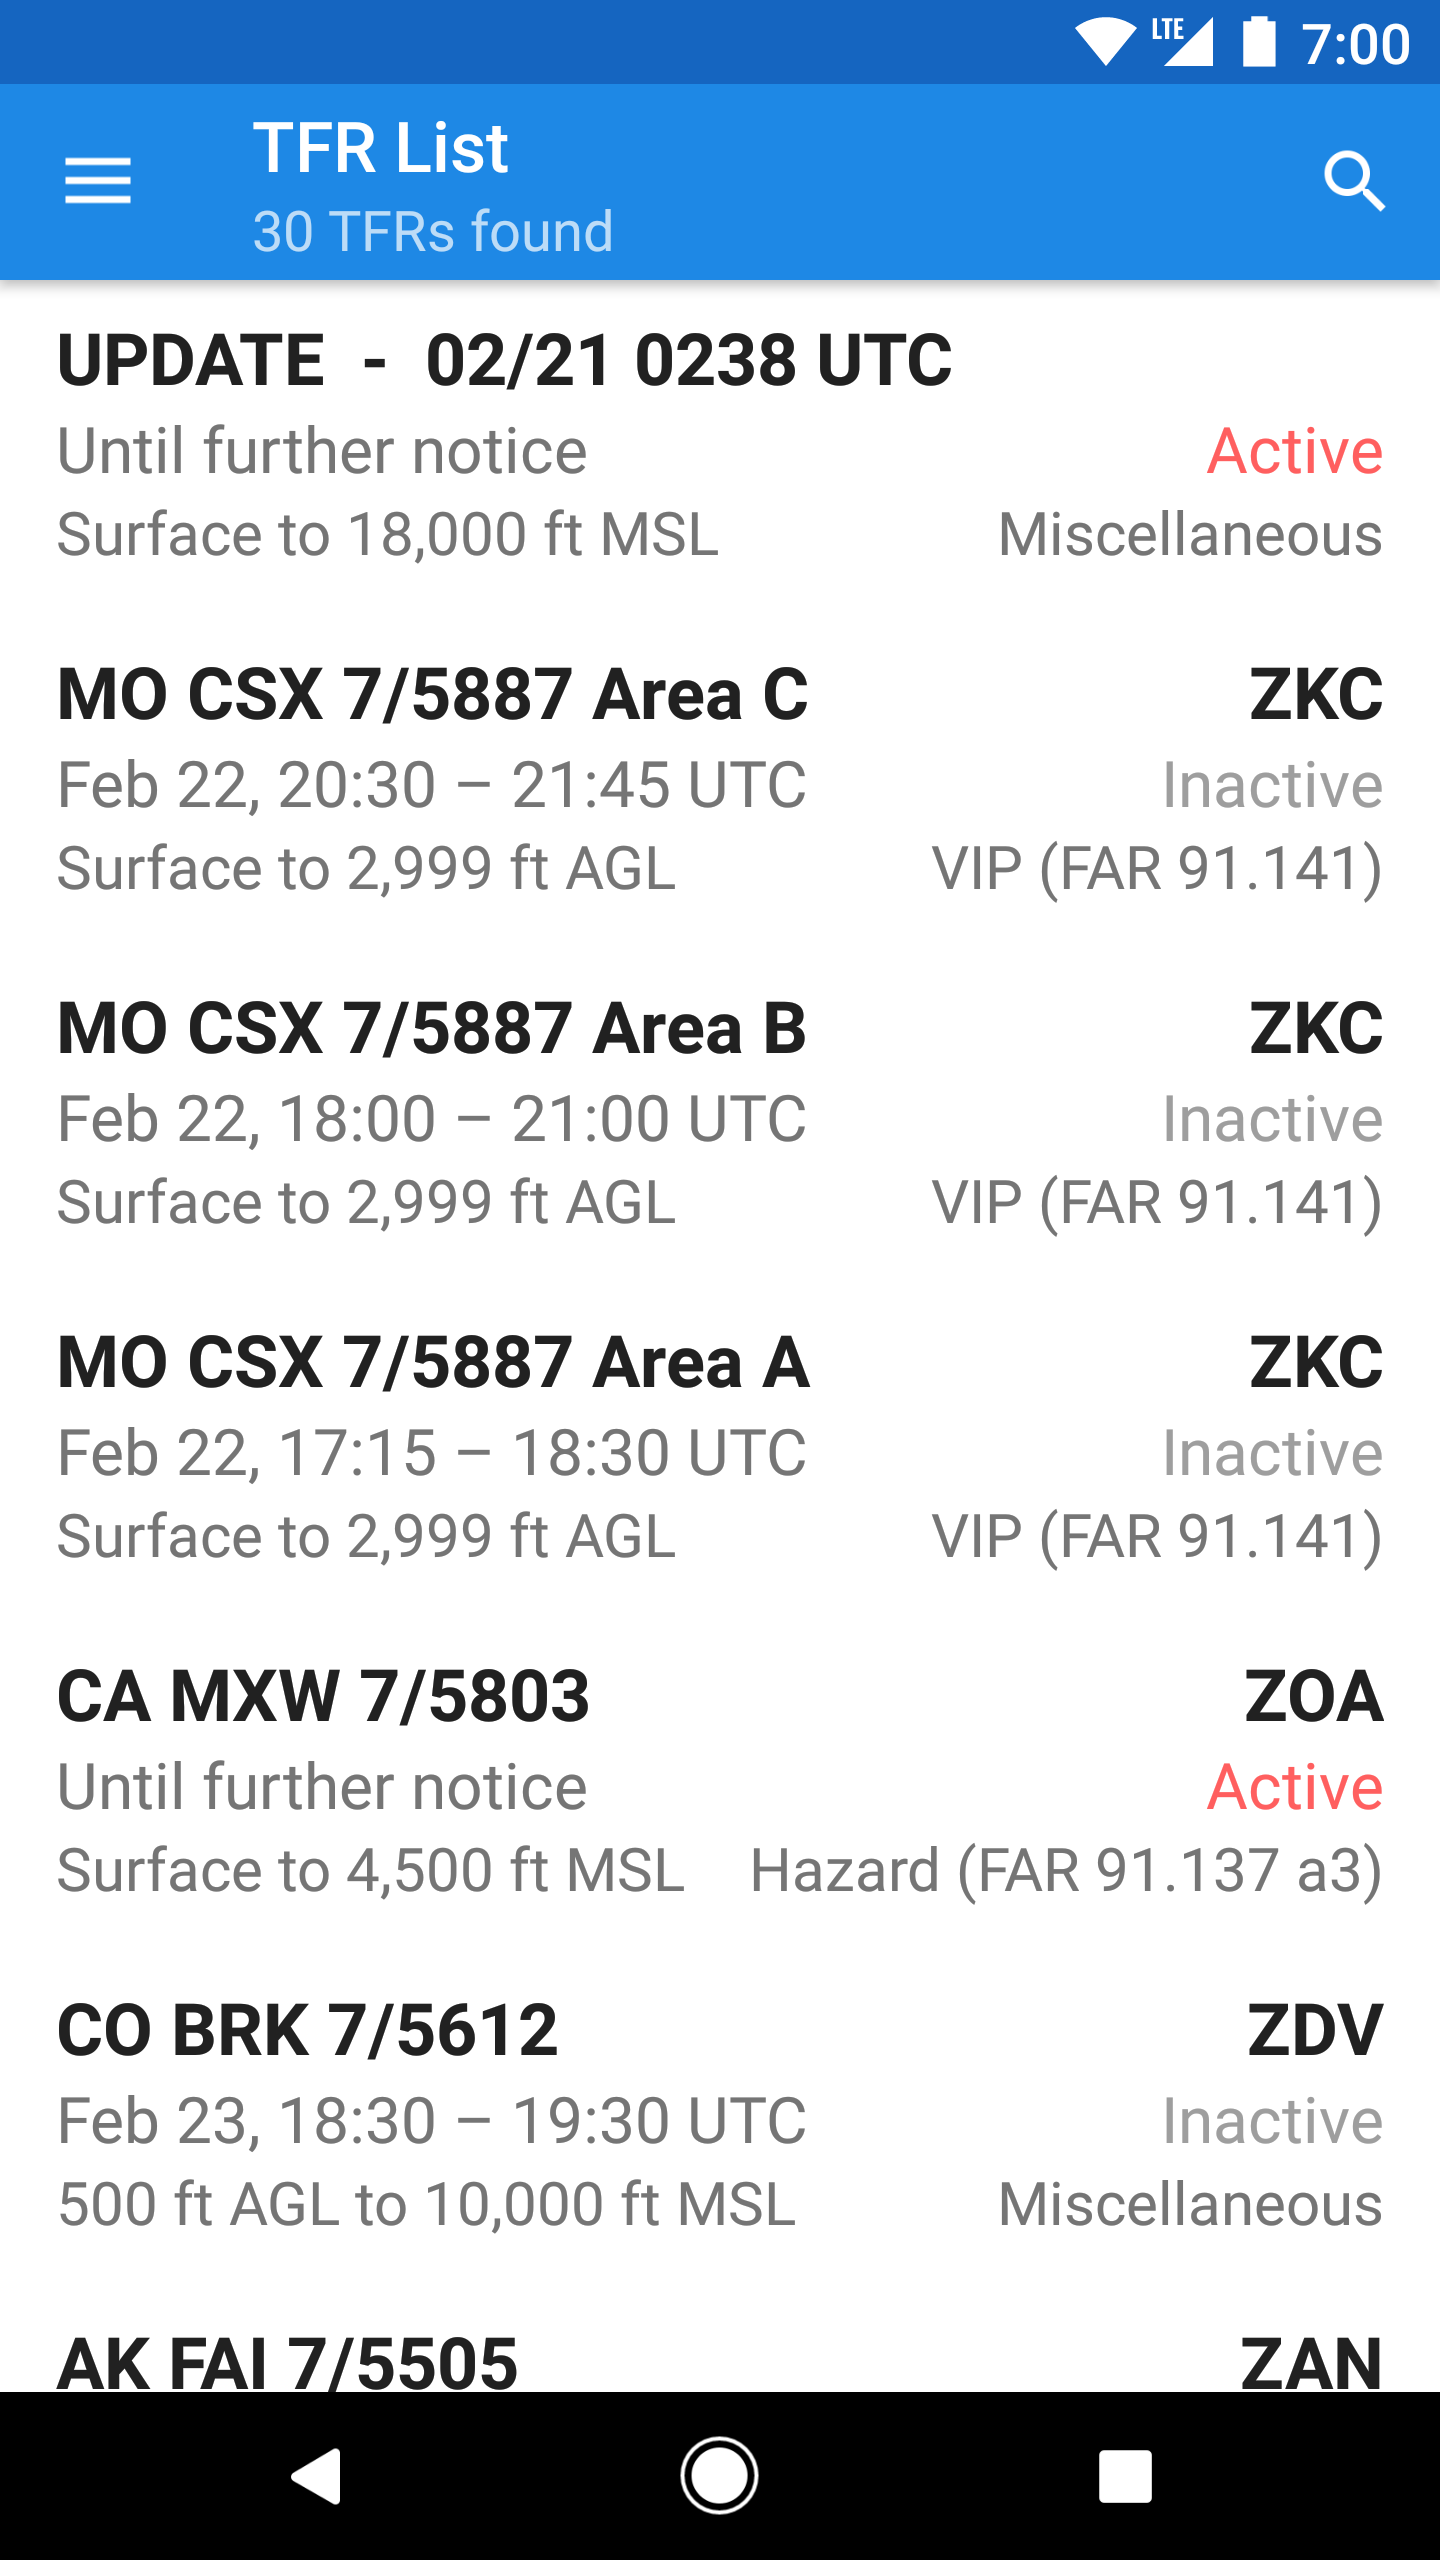 LTE 7:00
TFR List
30 TFRs found
UPDATE - 02/21 0238 UTC
Until further notice Active
Surface to 18,000 ft MSL Miscellaneous
MO CSX 7/5887 Area C ZKC
Feb 22, 20:30 – 21:45 UTC Inactive
Surface to 2,999 ft AGL VIP (FAR 91.141)
MO CSX 7/5887 Area B ZKC
Feb 22, 18:00 – 21:00 UTC Inactive
Surface to 2,999 ft AGL VIP (FAR 91.141)
MO CSX 7/5887 Area A ZKC
Feb 22, 17:15 – 18:30 UTC Inactive
Surface to 2,999 ft AGL VIP (FAR 91.141)
CA MXW 7/5803 ZOA
Until further notice Active
Surface to 4,500 ft MSL Hazard (FAR 91.137 a3)
CO BRK 7/5612 ZDV
Feb 23, 18:30 – 19:30 UTC Inactive
500 ft AGL to 10,000 ft MSL Miscellaneous
AK FAI 7/5505 ZAN